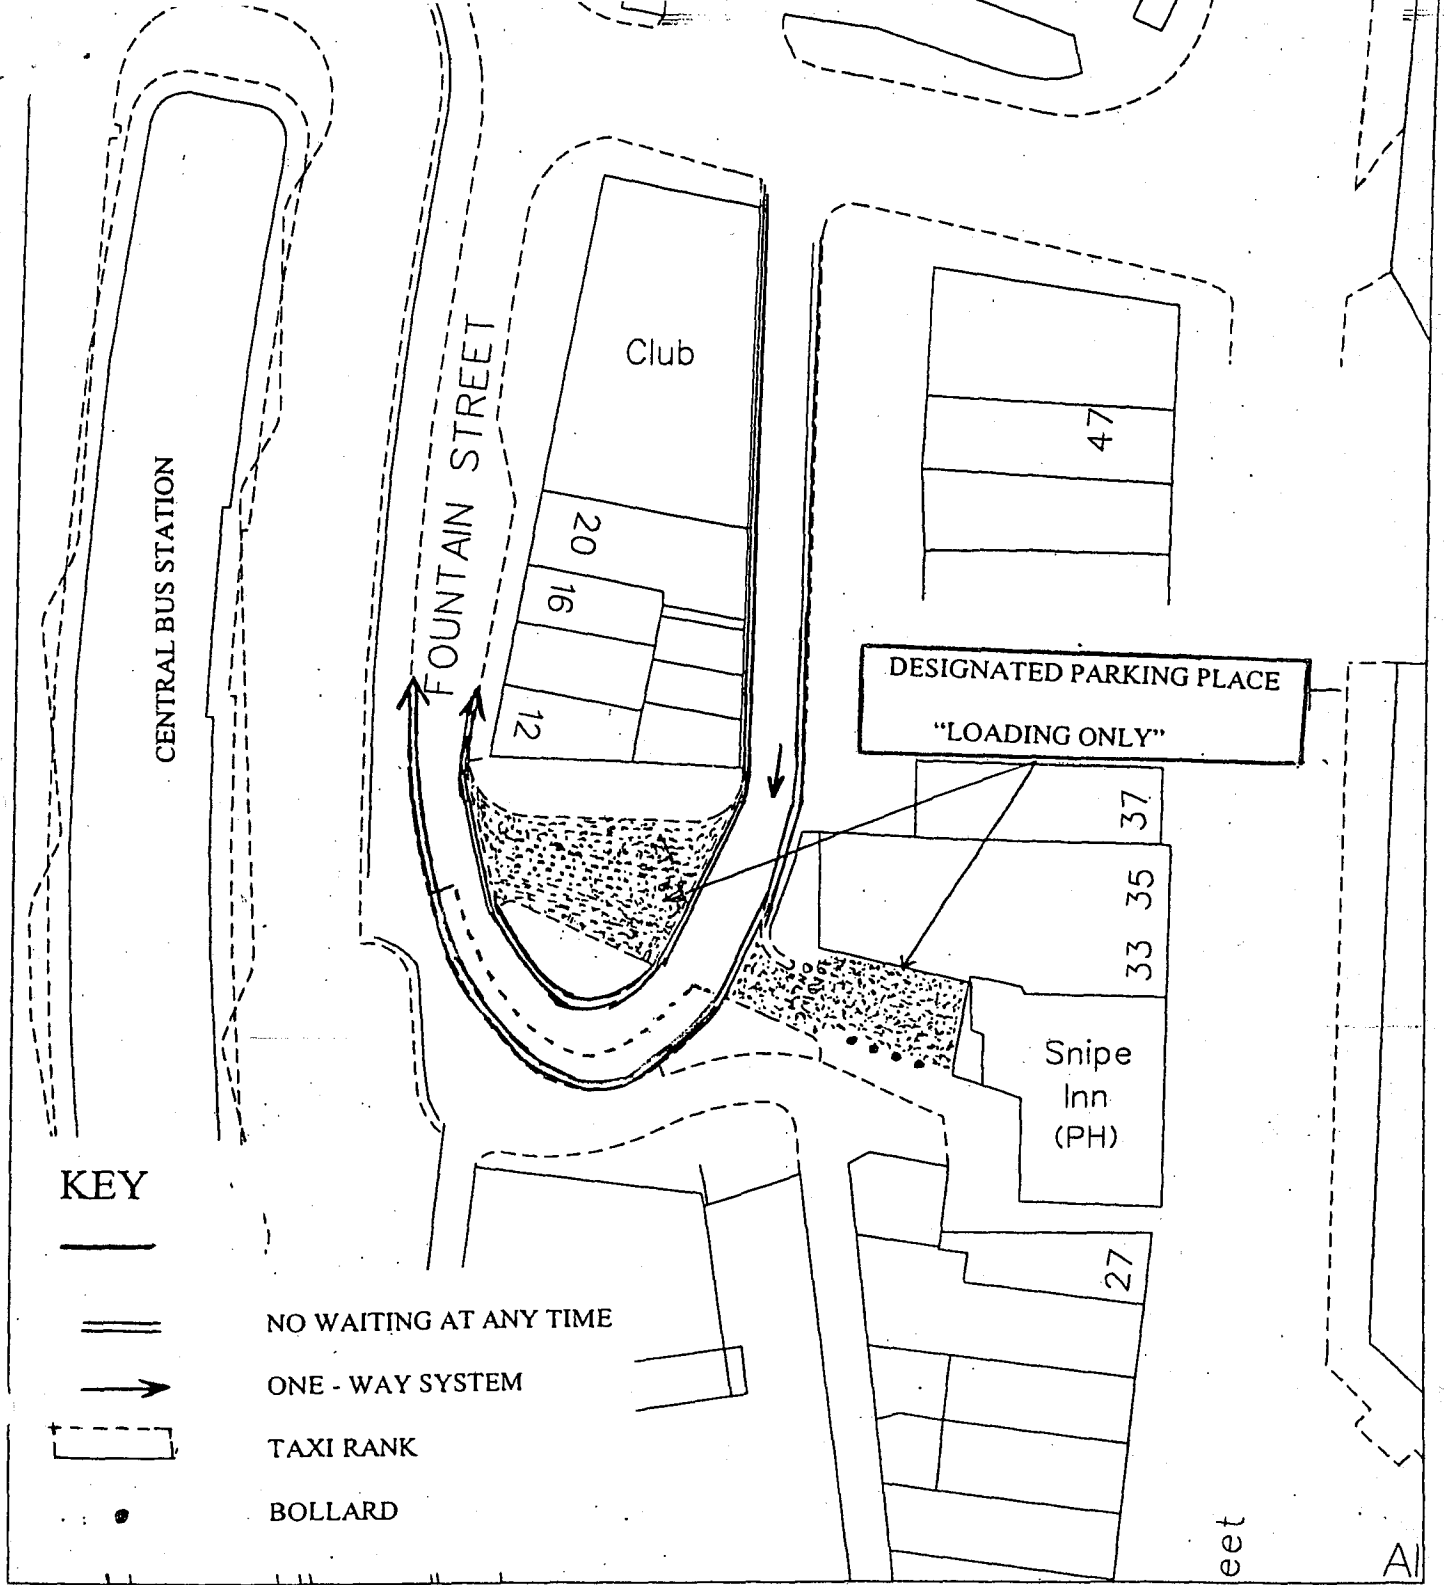 Club
FOUNTAIN STREET
47
20
16
12
CENTRAL BUS STATION
DESIGNATED PARKING PLACE
“LOADING ONLY”
37
35
33
Snipe
Inn
(PH)
27
KEY
NO WAITING AT ANY TIME
ONE - WAY SYSTEM
TAXI RANK
BOLLARD
eet
Al